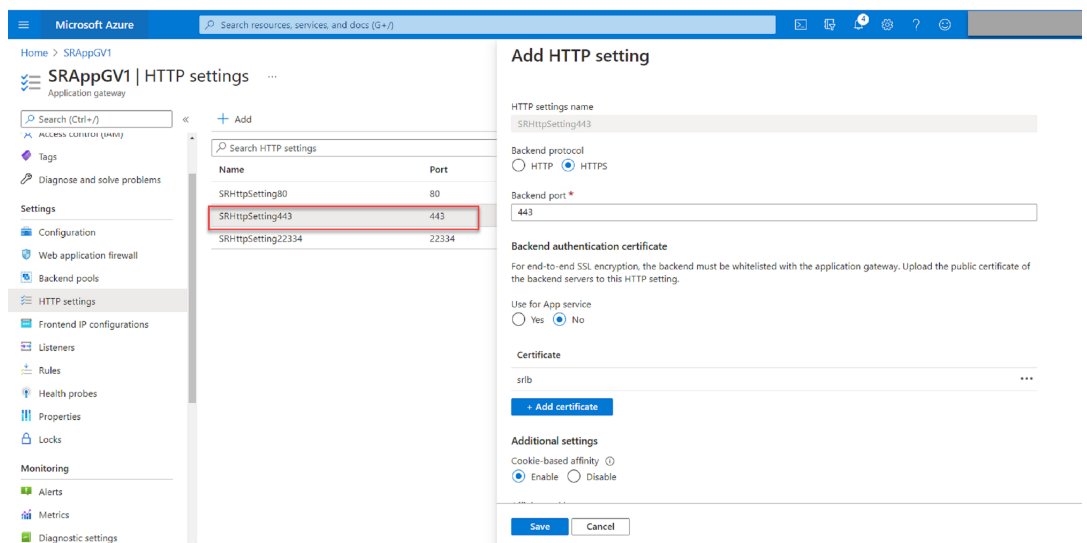 Microsoft Azure
Search resources, services, and docs (G+/)
4
Home > SRAppGV1
SRAppGV1 | HTTP settings ...
Application gateway
Search (Ctrl+/)
«
Access control (IAM)
Tags
Diagnose and solve problems
Settings
Configuration
Web application firewall
Backend pools
HTTP settings
Frontend IP configurations
Listeners
Rules
Health probes
Properties
Locks
Monitoring
Alerts
Metrics
Diagnostic settings
+ Add
Search HTTP settings
Name Port
SRHttpSetting80 80
SRHttpSetting443 443
SRHttpSetting22334 22334
Add HTTP setting
HTTP settings name
SRHttpSetting443
Backend protocol
HTTP HTTPS
Backend port *
443
Backend authentication certificate
For end-to-end SSL encryption, the backend must be whitelisted with the application gateway. Upload the public certificate of
the backend servers to this HTTP setting.
Use for App service
Yes No
Certificate
srlb ...
+ Add certificate
Additional settings
Cookie-based affinity
Enable Disable
Save Cancel